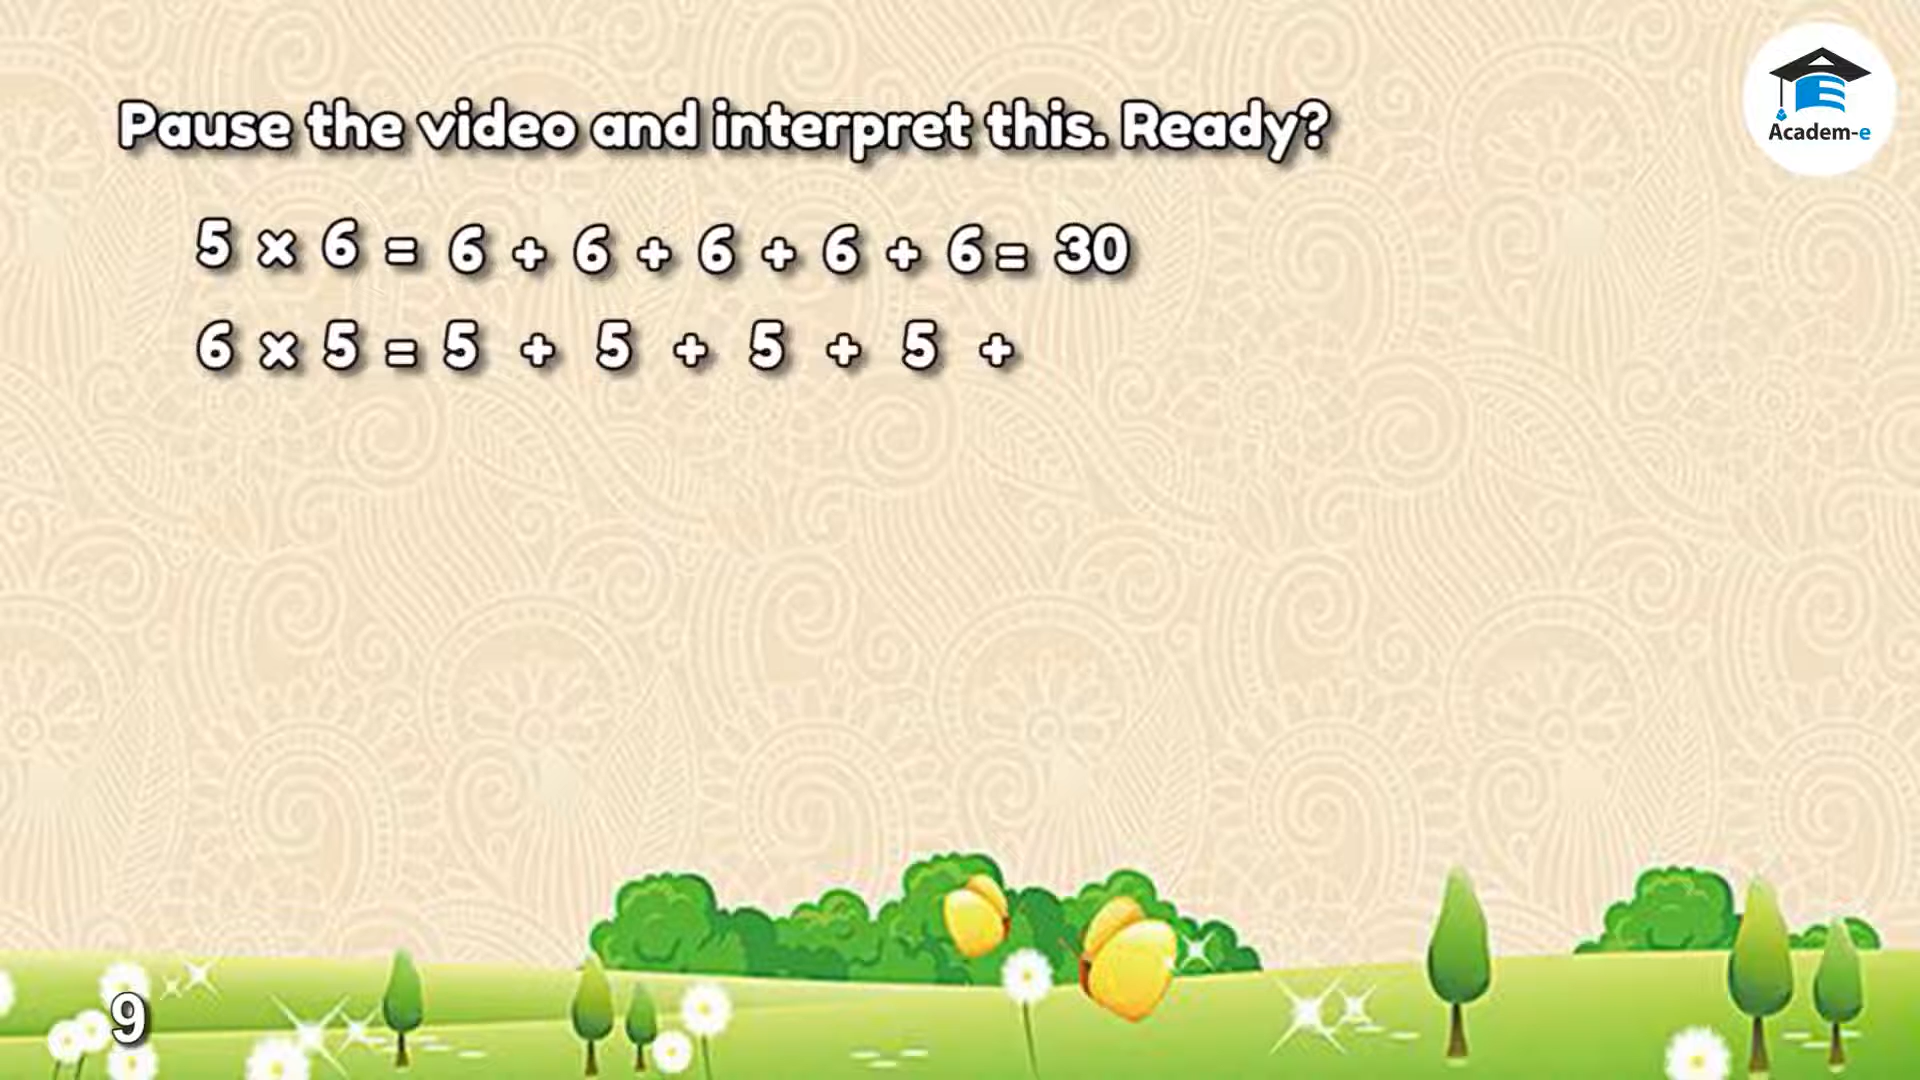 Pause the video and interpret this. Ready?
5 × 6 = 6 + 6 + 6 + 6 + 6 = 30
6 × 5 = 5 + 5 + 5 + 5 +
Academ-e
9